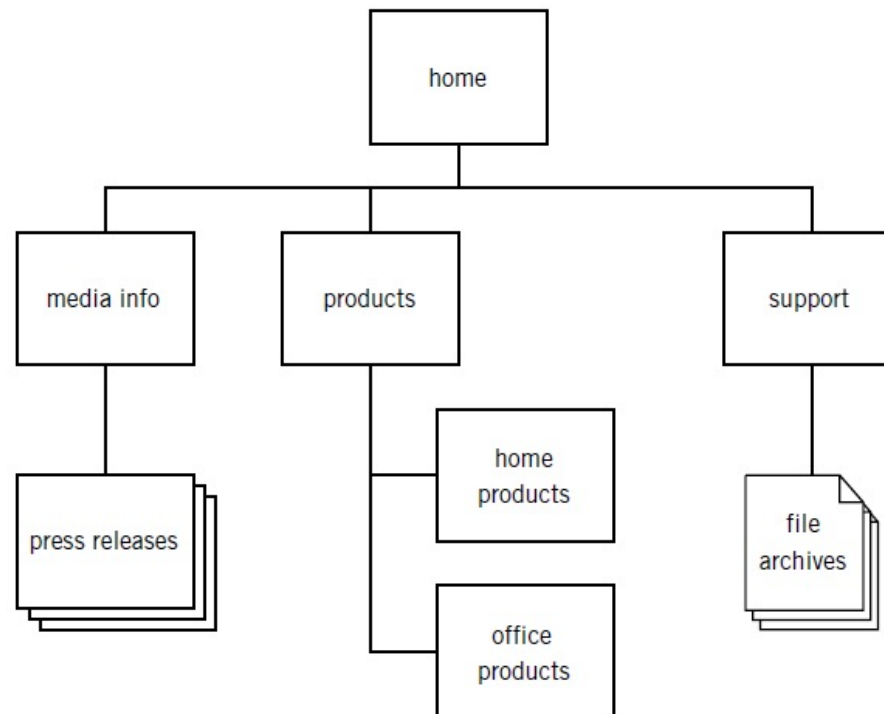 home
media info
products
support
home
products
press releases
file
archives
office
products